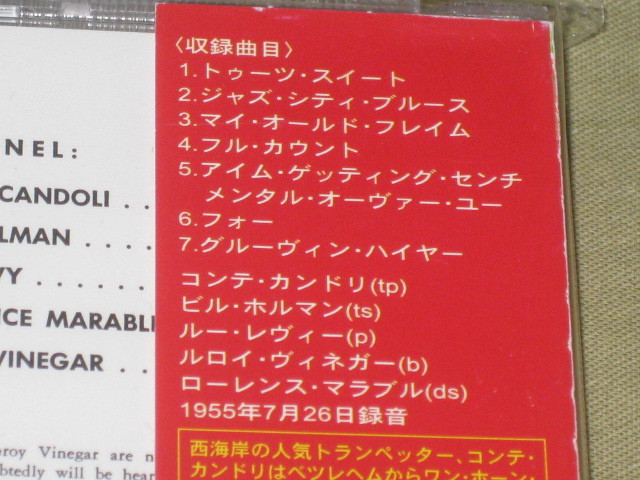 〈収録曲目〉
1.トゥーツ・スイート
2.ジャズ・シティ・ブルース
3.マイ・オールド・フレイム
4.フル・カウント
5.アイム・ゲッティング・センチ
メンタル・オーヴァー・ユー
6.フォー
7.グルーヴィン・ハイヤー
コンテ・カンドリ(tp)
ビル・ホルマン(ts)
ルー・レヴィー(p)
ルロイ・ヴィネガー(b)
ローレンス・マラブル(ds)
1955年7月26日録音
西海岸の人気トランペッター、コンテ・
カンドリはベツレヘムからワン・ホーン・
NEL:
CANDOLI . .
LMAN . . . .
VY . . . . . .
ICE MARABL
VINEGAR . .
eroy Vinegar are n
btedly will be hear